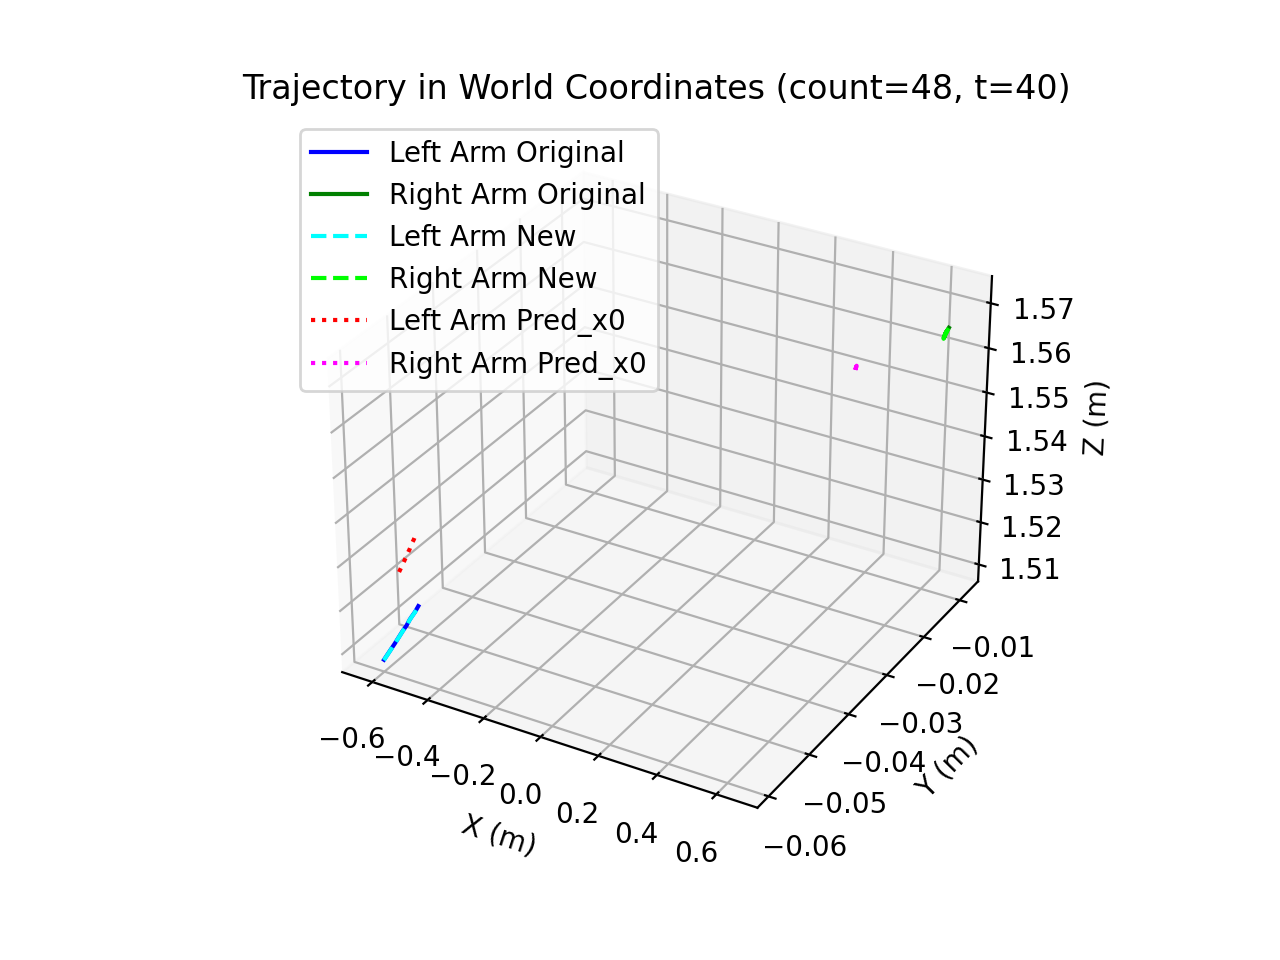 Trajectory in World Coordinates (count=48, t=40)
Left Arm Original
Right Arm Original
Left Arm New
Right Arm New
Left Arm Pred_x0
Right Arm Pred_x0
1.57
1.56
1.55
1.54
1.53
1.52
1.51
Z (m)
−0.01
−0.02
−0.03
−0.04
−0.05
−0.06
Y (m)
−0.6
−0.4
−0.2
0.0
0.2
0.4
0.6
X (m)